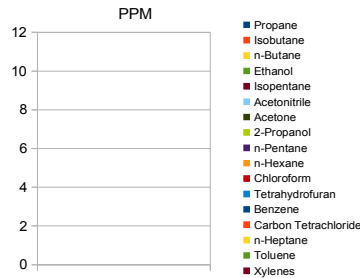 PPM
12
10
8
6
4
2
0
Propane
Isobutane
n-Butane
Ethanol
Isopentane
Acetonitrile
Acetone
2-Propanol
n-Pentane
n-Hexane
Chloroform
Tetrahydrofuran
Benzene
Carbon Tetrachloride
n-Heptane
Toluene
Xylenes